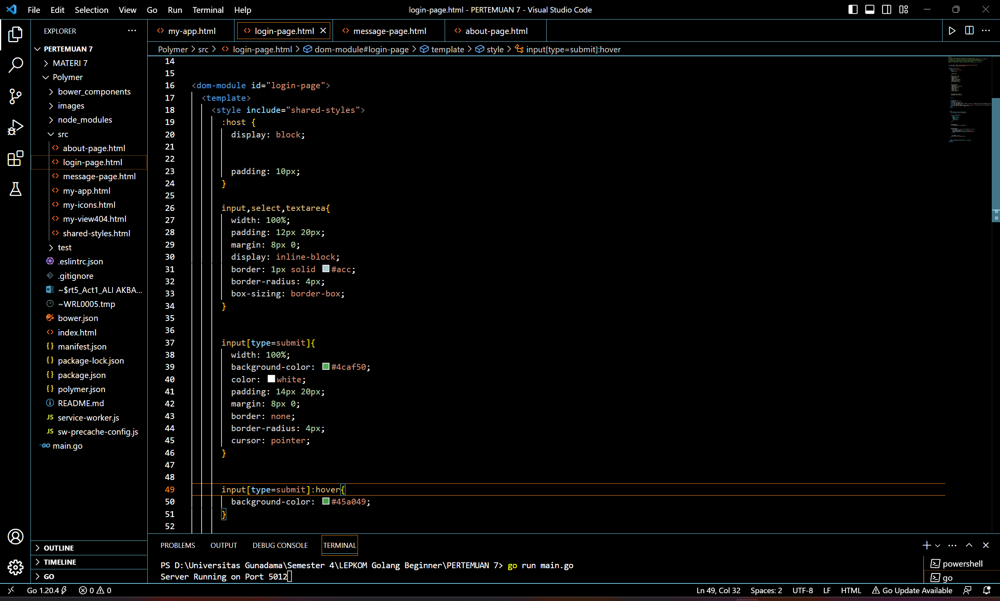 File Edit Selection View Go Run Terminal Help
login-page.html - PERTEMUAN 7 - Visual Studio Code
EXPLORER
PERTEMUAN 7
MATERI 7
Polymer
bower_components
images
node_modules
src
about-page.html
login-page.html
message-page.html
my-app.html
my-icons.html
my-view404.html
shared-styles.html
test
.eslintrc.json
.gitignore
~$rt5_Act1_ALI AKBA...
~WRL0005.tmp
bower.json
index.html
manifest.json
package-lock.json
package.json
polymer.json
README.md
service-worker.js
sw-precache-config.js
main.go
OUTLINE
TIMELINE
GO
my-app.html login-page.html message-page.html about-page.html
Polymer > src > login-page.html > dom-module#login-page > template > style > input[type=submit]:hover
14
15
16 <dom-module id="login-page">
17 <template>
18 <style include="shared-styles">
19 :host {
20 display: block;
21
22
23 padding: 10px;
24 }
25
26 input,select,textarea{
27 width: 100%;
28 padding: 12px 20px;
29 margin: 8px 0;
30 display: inline-block;
31 border: 1px solid #acc;
32 border-radius: 4px;
33 box-sizing: border-box;
34 }
35
36
37 input[type=submit]{
38 width: 100%;
39 background-color: #4caf50;
40 color: white;
41 padding: 14px 20px;
42 margin: 8px 0;
43 border: none;
44 border-radius: 4px;
45 cursor: pointer;
46 }
47
48
49 input[type=submit]:hover{
50 background-color: #45a049;
51 }
52
PROBLEMS OUTPUT DEBUG CONSOLE TERMINAL
PS D:\Universitas Gunadama\Semester 4\LEPKOM Golang Beginner\PERTEMUAN 7> go run main.go
Server Running on Port 5012
powershell
go
Go 1.20.4 0 0
Ln 49, Col 32 Spaces: 2 UTF-8 LF HTML Go Update Available